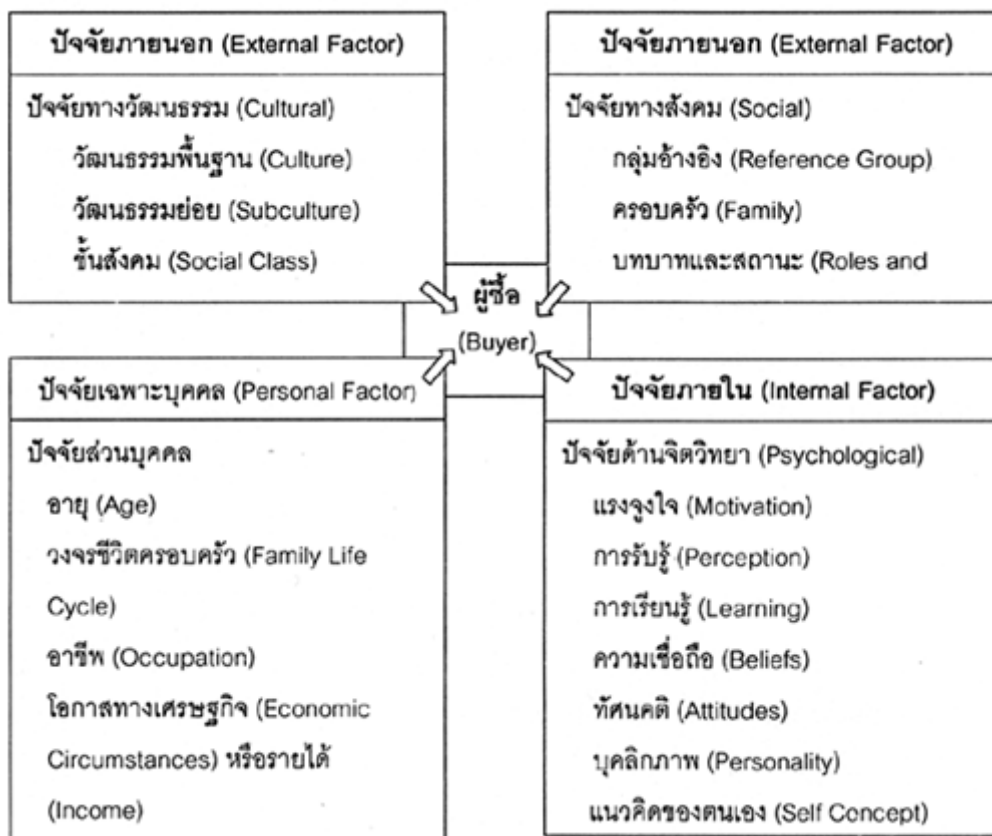 ปัจจัยภายนอก (External Factor)
ปัจจัยทางวัฒนธรรม (Cultural)
วัฒนธรรมพื้นฐาน (Culture)
วัฒนธรรมย่อย (Subculture)
ชั้นสังคม (Social Class)
ปัจจัยภายนอก (External Factor)
ปัจจัยทางสังคม (Social)
กลุ่มอ้างอิง (Reference Group)
ครอบครัว (Family)
บทบาทและสถานะ (Roles and
ผู้ซื้อ
(Buyer)
ปัจจัยเฉพาะบุคคล (Personal Factor)
ปัจจัยส่วนบุคคล
อายุ (Age)
วงจรชีวิตครอบครัว (Family Life
Cycle)
อาชีพ (Occupation)
โอกาสทางเศรษฐกิจ (Economic
Circumstances) หรือรายได้
(Income)
ปัจจัยภายใน (Internal Factor)
ปัจจัยด้านจิตวิทยา (Psychological)
แรงจูงใจ (Motivation)
การรับรู้ (Perception)
การเรียนรู้ (Learning)
ความเชื่อถือ (Beliefs)
ทัศนคติ (Attitudes)
บุคลิกภาพ (Personality)
แนวคิดของตนเอง (Self Concept)